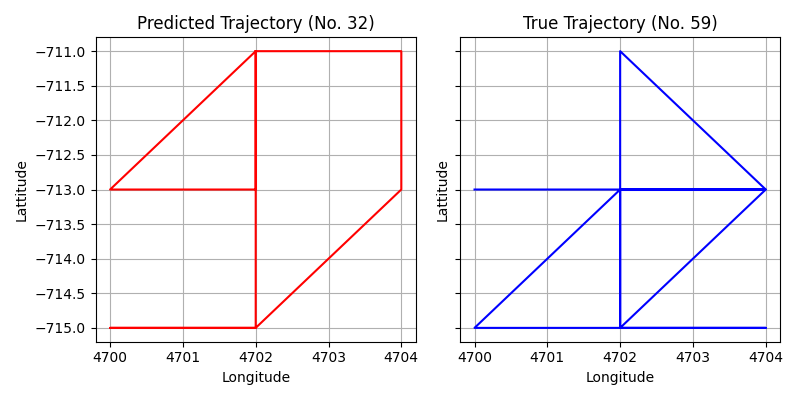 Predicted Trajectory (No. 32)
True Trajectory (No. 59)
−711.0
−711.5
−712.0
−712.5
−713.0
−713.5
−714.0
−714.5
−715.0
Lattitude
Lattitude
4700 4701 4702 4703 4704
4700 4701 4702 4703 4704
Longitude
Longitude